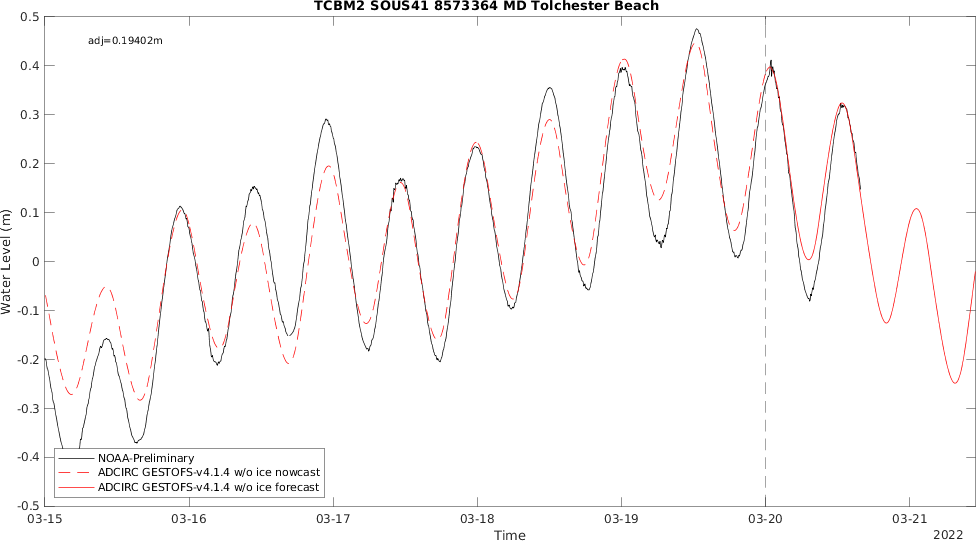 TCBM2 SOUS41 8573364 MD Tolchester Beach
adj=0.19402m
Water Level (m)
0.5
0.4
0.3
0.2
0.1
0
-0.1
-0.2
-0.3
-0.4
-0.5
NOAA-Preliminary
ADCIRC GESTOFS-v4.1.4 w/o ice nowcast
ADCIRC GESTOFS-v4.1.4 w/o ice forecast
03-15 03-16 03-17 03-18 03-19 03-20 03-21
Time
2022